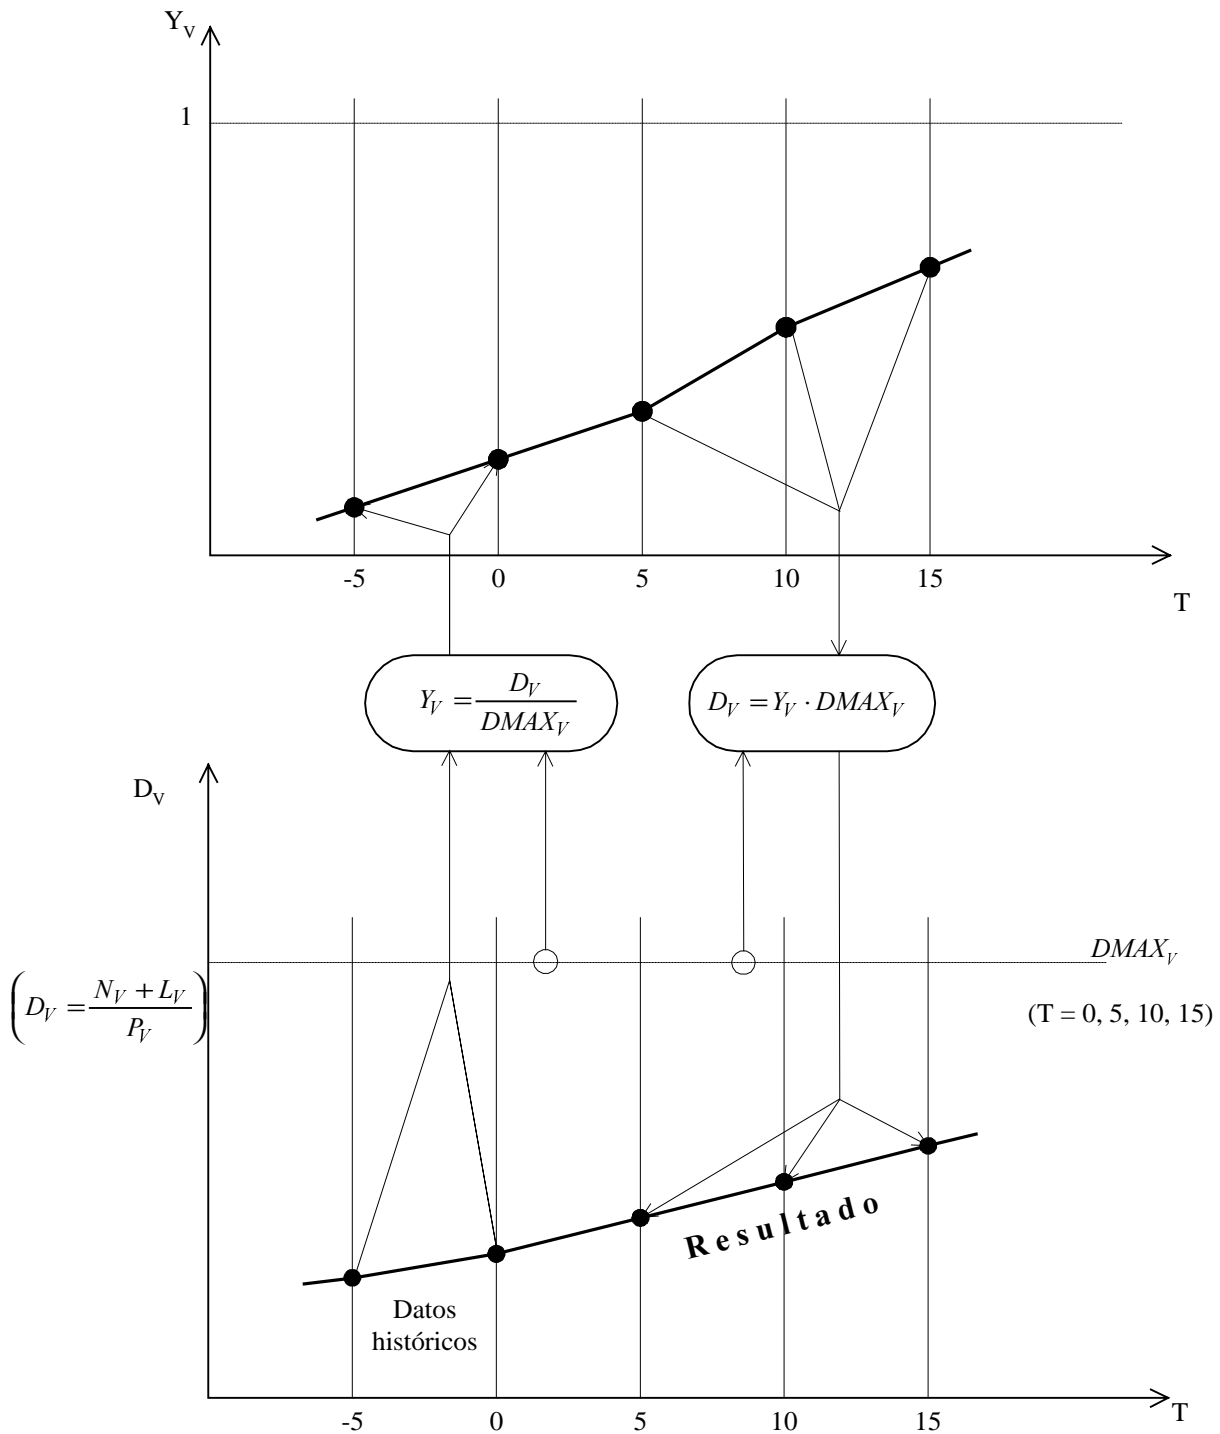 Y_V
1
-5 0 5 10 15
T
Y_V = D_V / DMAX_V
D_V = Y_V · DMAX_V
D_V
DMAX_V
(D_V = (N_V + L_V) / P_V)
(T = 0, 5, 10, 15)
Resultado
Datos
históricos
-5 0 5 10 15
T